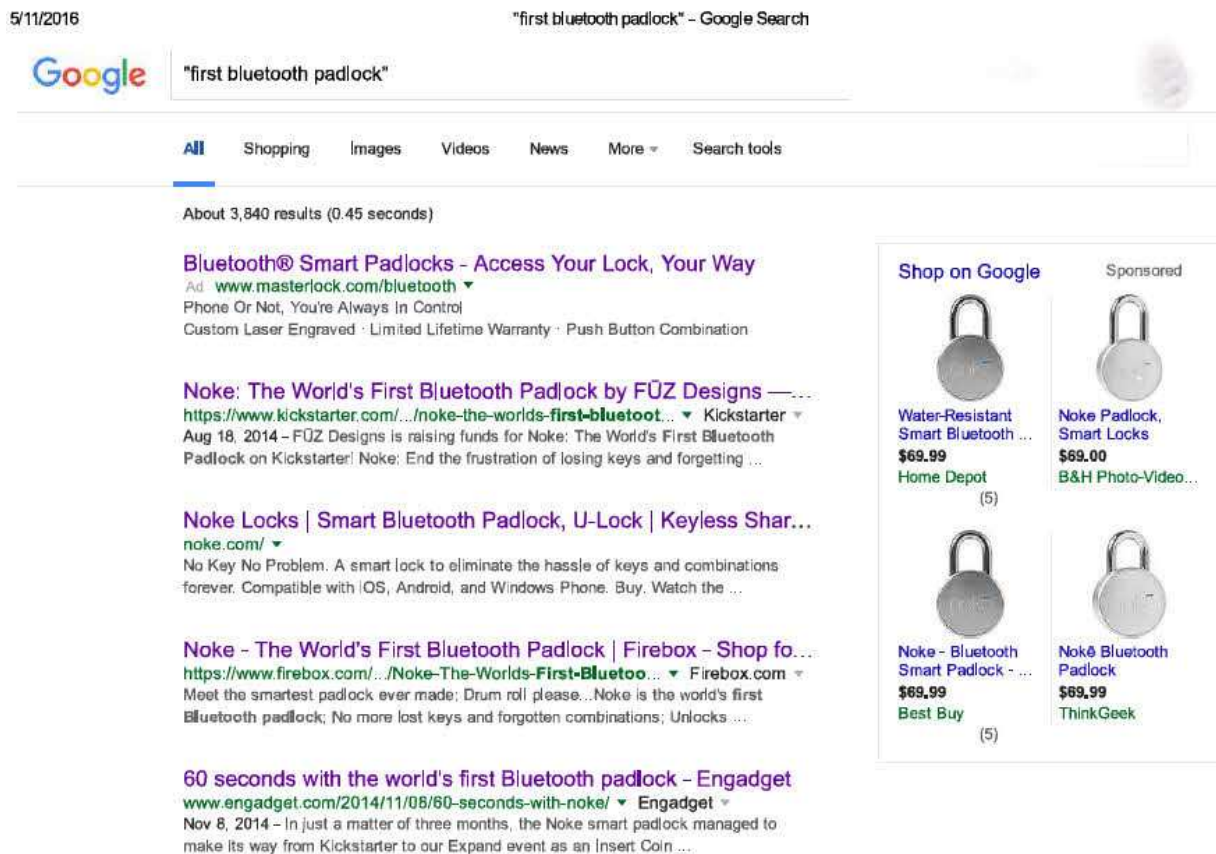 5/11/2016
"first bluetooth padlock" - Google Search
Google
"first bluetooth padlock"
All Shopping Images Videos News More Search tools
About 3,840 results (0.45 seconds)
Bluetooth® Smart Padlocks - Access Your Lock, Your Way
Ad www.masterlock.com/bluetooth
Phone Or Not, You're Always In Control
Custom Laser Engraved · Limited Lifetime Warranty · Push Button Combination
Noke: The World's First Bluetooth Padlock by FŪZ Designs —...
https://www.kickstarter.com/.../noke-the-worlds-first-bluetoot... Kickstarter
Aug 18, 2014 - FŪZ Designs is raising funds for Noke: The World's First Bluetooth
Padlock on Kickstarter! Noke: End the frustration of losing keys and forgetting ...
Noke Locks | Smart Bluetooth Padlock, U-Lock | Keyless Shar...
noke.com/
No Key No Problem. A smart lock to eliminate the hassle of keys and combinations
forever. Compatible with iOS, Android, and Windows Phone. Buy. Watch the ...
Noke - The World's First Bluetooth Padlock | Firebox - Shop fo...
https://www.firebox.com/.../Noke-The-Worlds-First-Bluetoo... Firebox.com
Meet the smartest padlock ever made; Drum roll please...Noke is the world's first
Bluetooth padlock; No more lost keys and forgotten combinations; Unlocks ...
60 seconds with the world's first Bluetooth padlock - Engadget
www.engadget.com/2014/11/08/60-seconds-with-noke/ Engadget
Nov 8, 2014 - In just a matter of three months, the Noke smart padlock managed to
make its way from Kickstarter to our Expand event as an Insert Coin ...
Shop on Google Sponsored
Water-Resistant
Smart Bluetooth ...
$69.99
Home Depot
(5)
Noke Padlock,
Smart Locks
$69.00
B&H Photo-Video...
Noke - Bluetooth
Smart Padlock - ...
$69.99
Best Buy
(5)
Nokē Bluetooth
Padlock
$69.99
ThinkGeek